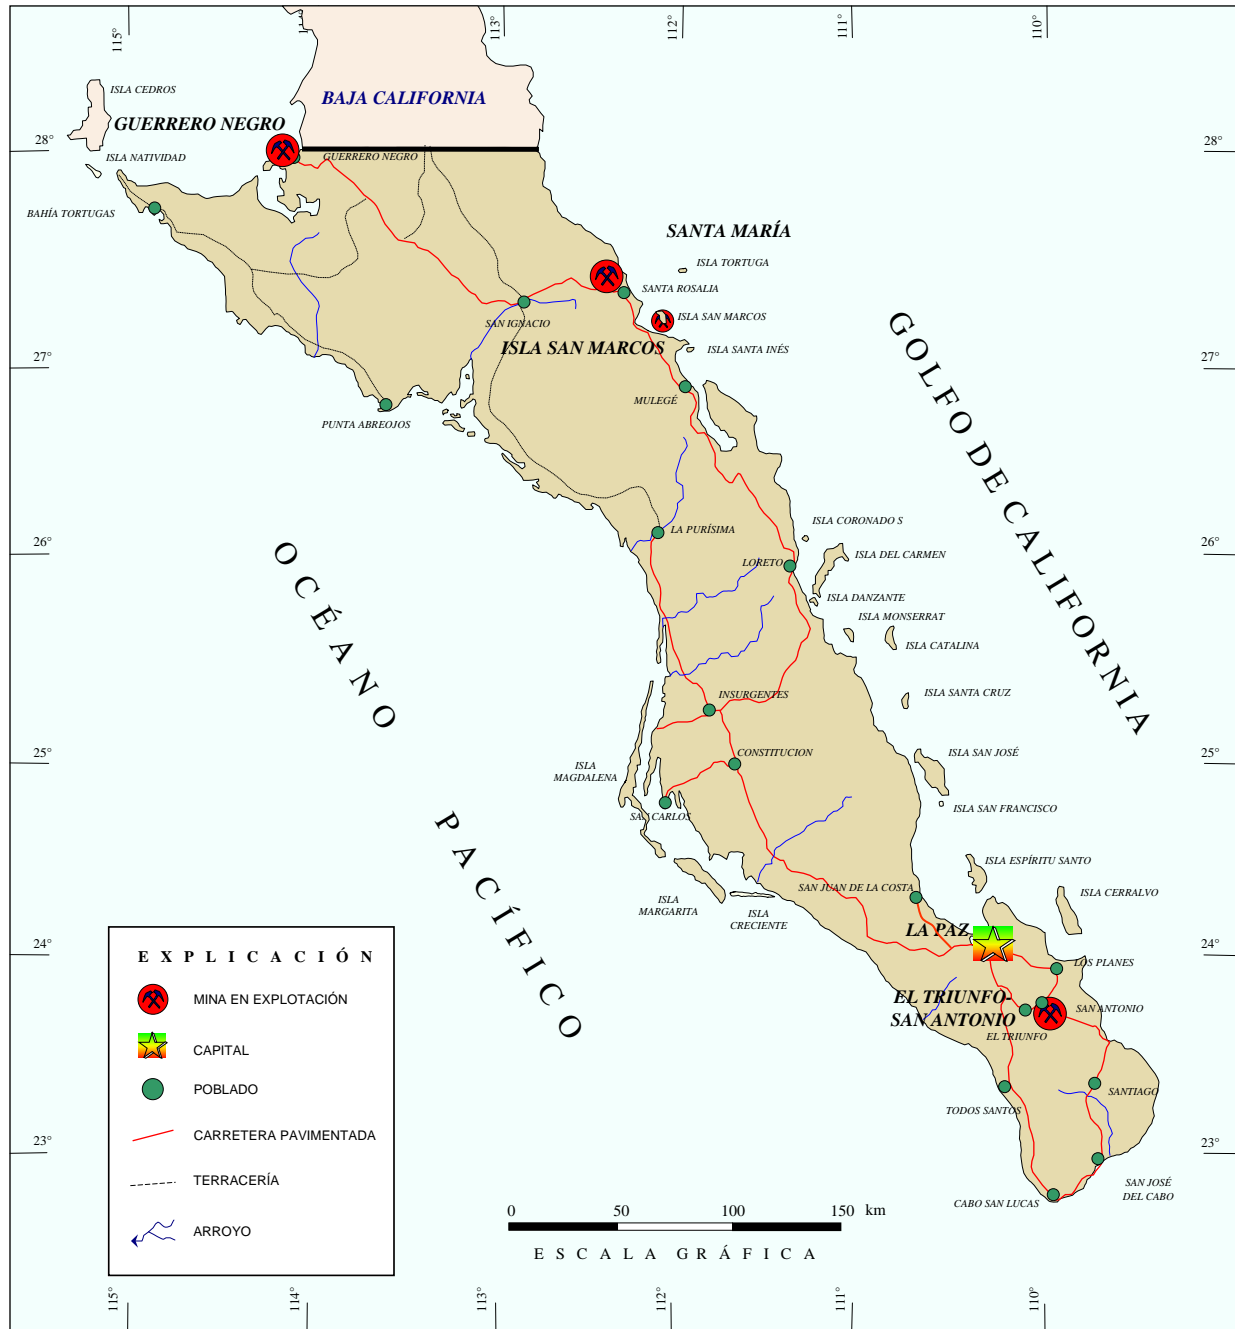 115°
113°
112°
111°
110°
ISLA CEDROS
BAJA CALIFORNIA
GUERRERO NEGRO
28°
28°
ISLA NATIVIDAD
GUERRERO NEGRO
BAHÍA TORTUGAS
SANTA MARÍA
ISLA TORTUGA
SANTA ROSALIA
ISLA SAN MARCOS
SAN IGNACIO
ISLA SAN MARCOS
ISLA SANTA INÉS
27°
27°
MULEGÉ
PUNTA ABREOJOS
GOLFO DE CALIFORNIA
ISLA CORONADO S
LA PURÍSIMA
26°
26°
ISLA DEL CARMEN
LORETO
ISLA DANZANTE
ISLA MONSERRAT
ISLA CATALINA
OCÉANO
PACÍFICO
INSURGENTES
ISLA SANTA CRUZ
25°
25°
CONSTITUCION
ISLA SAN JOSÉ
ISLA
MAGDALENA
ISLA SAN FRANCISCO
SAN CARLOS
ISLA ESPÍRITU SANTO
SAN JUAN DE LA COSTA
ISLA CERRALVO
ISLA
MARGARITA
ISLA
CRECIENTE
LA PAZ
24°
24°
LOS PLANES
EL TRIUNFO-
SAN ANTONIO
SAN ANTONIO
EL TRIUNFO
SANTIAGO
TODOS SANTOS
23°
23°
SAN JOSÉ
DEL CABO
CABO SAN LUCAS
EXPLICACIÓN
MINA EN EXPLOTACIÓN
CAPITAL
POBLADO
CARRETERA PAVIMENTADA
TERRACERÍA
ARROYO
0 50 100 150 km
ESCALA GRÁFICA
115°
114°
113°
112°
111°
110°